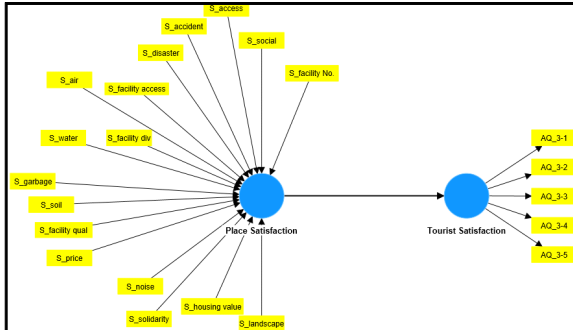 S_access
S_accident
S_social
S_disaster
S_facility No.
S_air
S_facility access
S_water
S_facility div
S_garbage
S_soil
S_facility qual
S_price
S_noise
S_solidarity
S_housing value
S_landscape
Place Satisfaction
Tourist Satisfaction
AQ_3-1
AQ_3-2
AQ_3-3
AQ_3-4
AQ_3-5